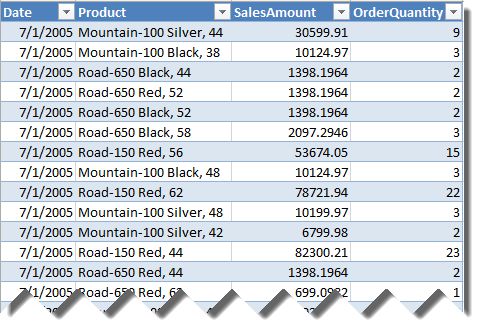 Date Product SalesAmount OrderQuantity
7/1/2005 Mountain-100 Silver, 44 30599.91 9
7/1/2005 Mountain-100 Black, 38 10124.97 3
7/1/2005 Road-650 Black, 44 1398.1964 2
7/1/2005 Road-650 Red, 52 1398.1964 2
7/1/2005 Road-650 Black, 52 1398.1964 2
7/1/2005 Road-650 Black, 58 2097.2946 3
7/1/2005 Road-150 Red, 56 53674.05 15
7/1/2005 Mountain-100 Black, 48 10124.97 3
7/1/2005 Road-150 Red, 62 78721.94 22
7/1/2005 Mountain-100 Silver, 48 10199.97 3
7/1/2005 Mountain-100 Silver, 42 6799.98 2
7/1/2005 Road-150 Red, 44 82300.21 23
7/1/2005 Road-650 Red, 44 1398.1964 2
7/1/2005 Road-650 Red, 699.0982 1